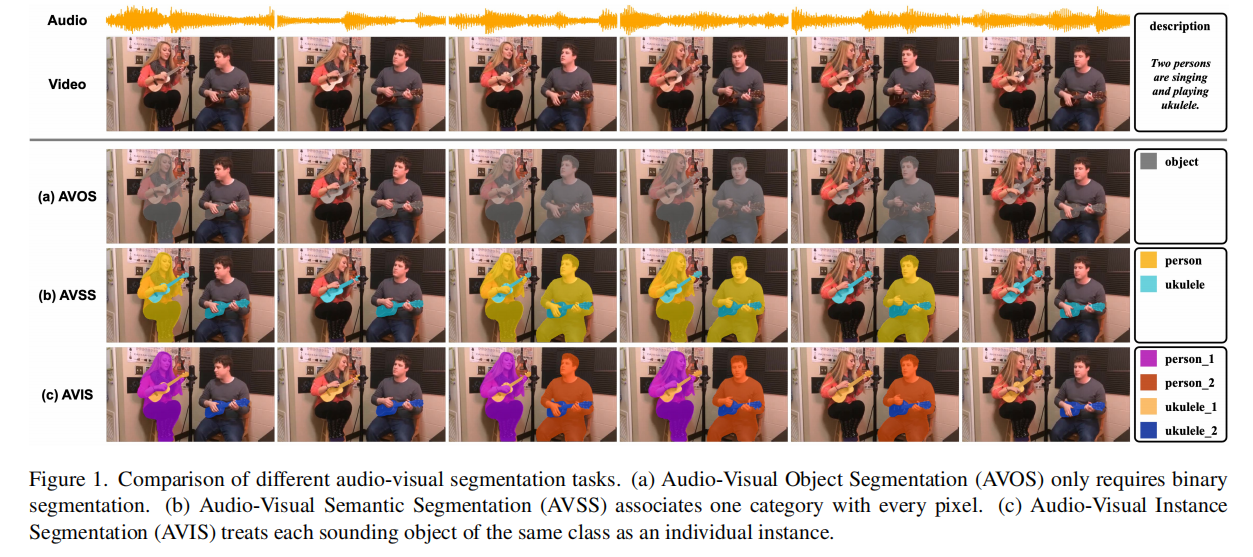 Audio
Video
description
Two persons
are singing
and playing
ukulele.
(a) AVOS
object
(b) AVSS
person
ukulele
(c) AVIS
person_1
person_2
ukulele_1
ukulele_2
Figure 1. Comparison of different audio-visual segmentation tasks. (a) Audio-Visual Object Segmentation (AVOS) only requires binary
segmentation. (b) Audio-Visual Semantic Segmentation (AVSS) associates one category with every pixel. (c) Audio-Visual Instance
Segmentation (AVIS) treats each sounding object of the same class as an individual instance.